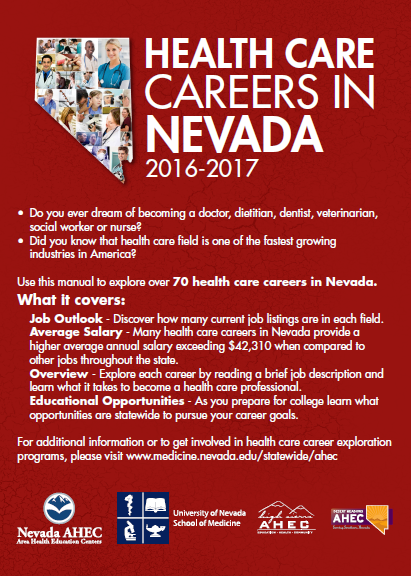 HEALTH CARE
CAREERS IN
NEVADA
2016-2017
• Do you ever dream of becoming a doctor, dietitian, dentist, veterinarian,
social worker or nurse?
• Did you know that health care field is one of the fastest growing
industries in America?
Use this manual to explore over 70 health care careers in Nevada.
What it covers:
Job Outlook - Discover how many current job listings are in each field.
Average Salary - Many health care careers in Nevada provide a
higher average annual salary exceeding $42,310 when compared to
other jobs throughout the state.
Overview - Explore each career by reading a brief job description and
learn what it takes to become a health care professional.
Educational Opportunities - As you prepare for college learn what
opportunities are statewide to pursue your career goals.
For additional information or to get involved in health care career exploration
programs, please visit www.medicine.nevada.edu/statewide/ahec
Nevada AHEC
Area Health Education Centers
University of Nevada
School of Medicine
high sierra
AHEC
EDUCATION • HEALTH • COMMUNITY
DESERT MEADOWS
AHEC
Serving Southern Nevada